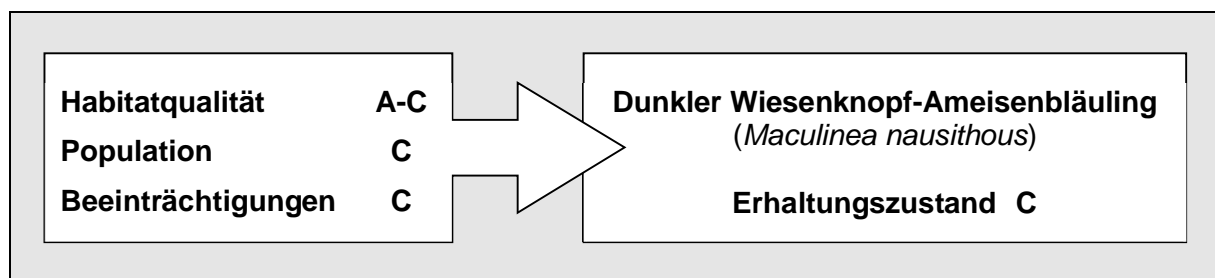 Habitatqualität A-C
Population C
Beeinträchtigungen C
Dunkler Wiesenknopf-Ameisenbläuling
(Maculinea nausithous)
Erhaltungszustand C